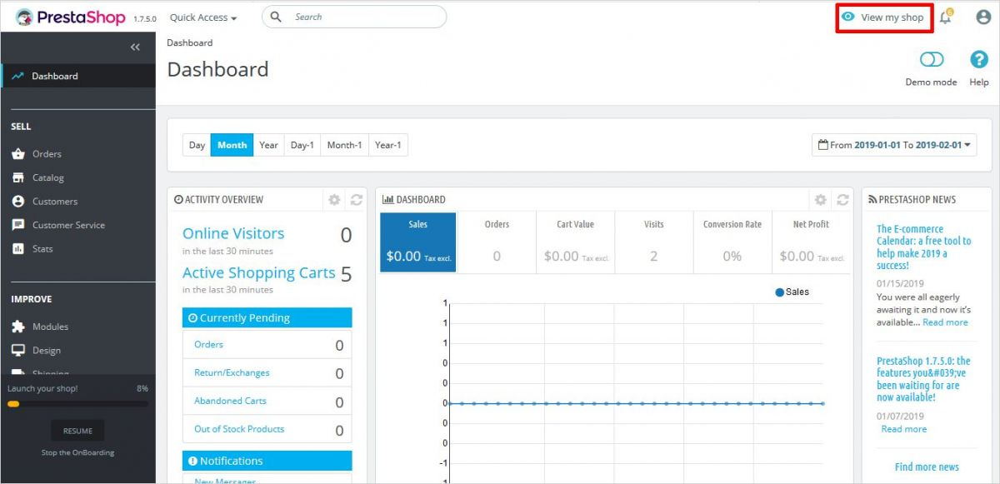 PrestaShop 1.7.5.0 Quick Access Search View my shop 6
Dashboard
Dashboard
Demo mode Help
«
Dashboard
SELL
Orders
Catalog
Customers
Customer Service
Stats
IMPROVE
Modules
Design
Shipping
Launch your shop! 8%
RESUME
Stop the OnBoarding
Day Month Year Day-1 Month-1 Year-1
From 2019-01-01 To 2019-02-01
ACTIVITY OVERVIEW
Online Visitors 0
in the last 30 minutes
Active Shopping Carts 5
in the last 30 minutes
Currently Pending
Orders 0
Return/Exchanges 0
Abandoned Carts 0
Out of Stock Products 0
Notifications
New Messages
DASHBOARD
Sales Orders Cart Value Visits Conversion Rate Net Profit
$0.00 Tax excl. 0 $0.00 Tax excl. 2 0% $0.00 Tax excl.
Sales
1
1
1
0
0
0
0
0
-1
PRESTASHOP NEWS
The E-commerce
Calendar: a free tool to
help make 2019 a
success!
01/15/2019
You were all eagerly
awaiting it and now it's
available... Read more
PrestaShop 1.7.5.0: the
features you&#039;ve
been waiting for are
now available!
01/07/2019
Read more
Find more news